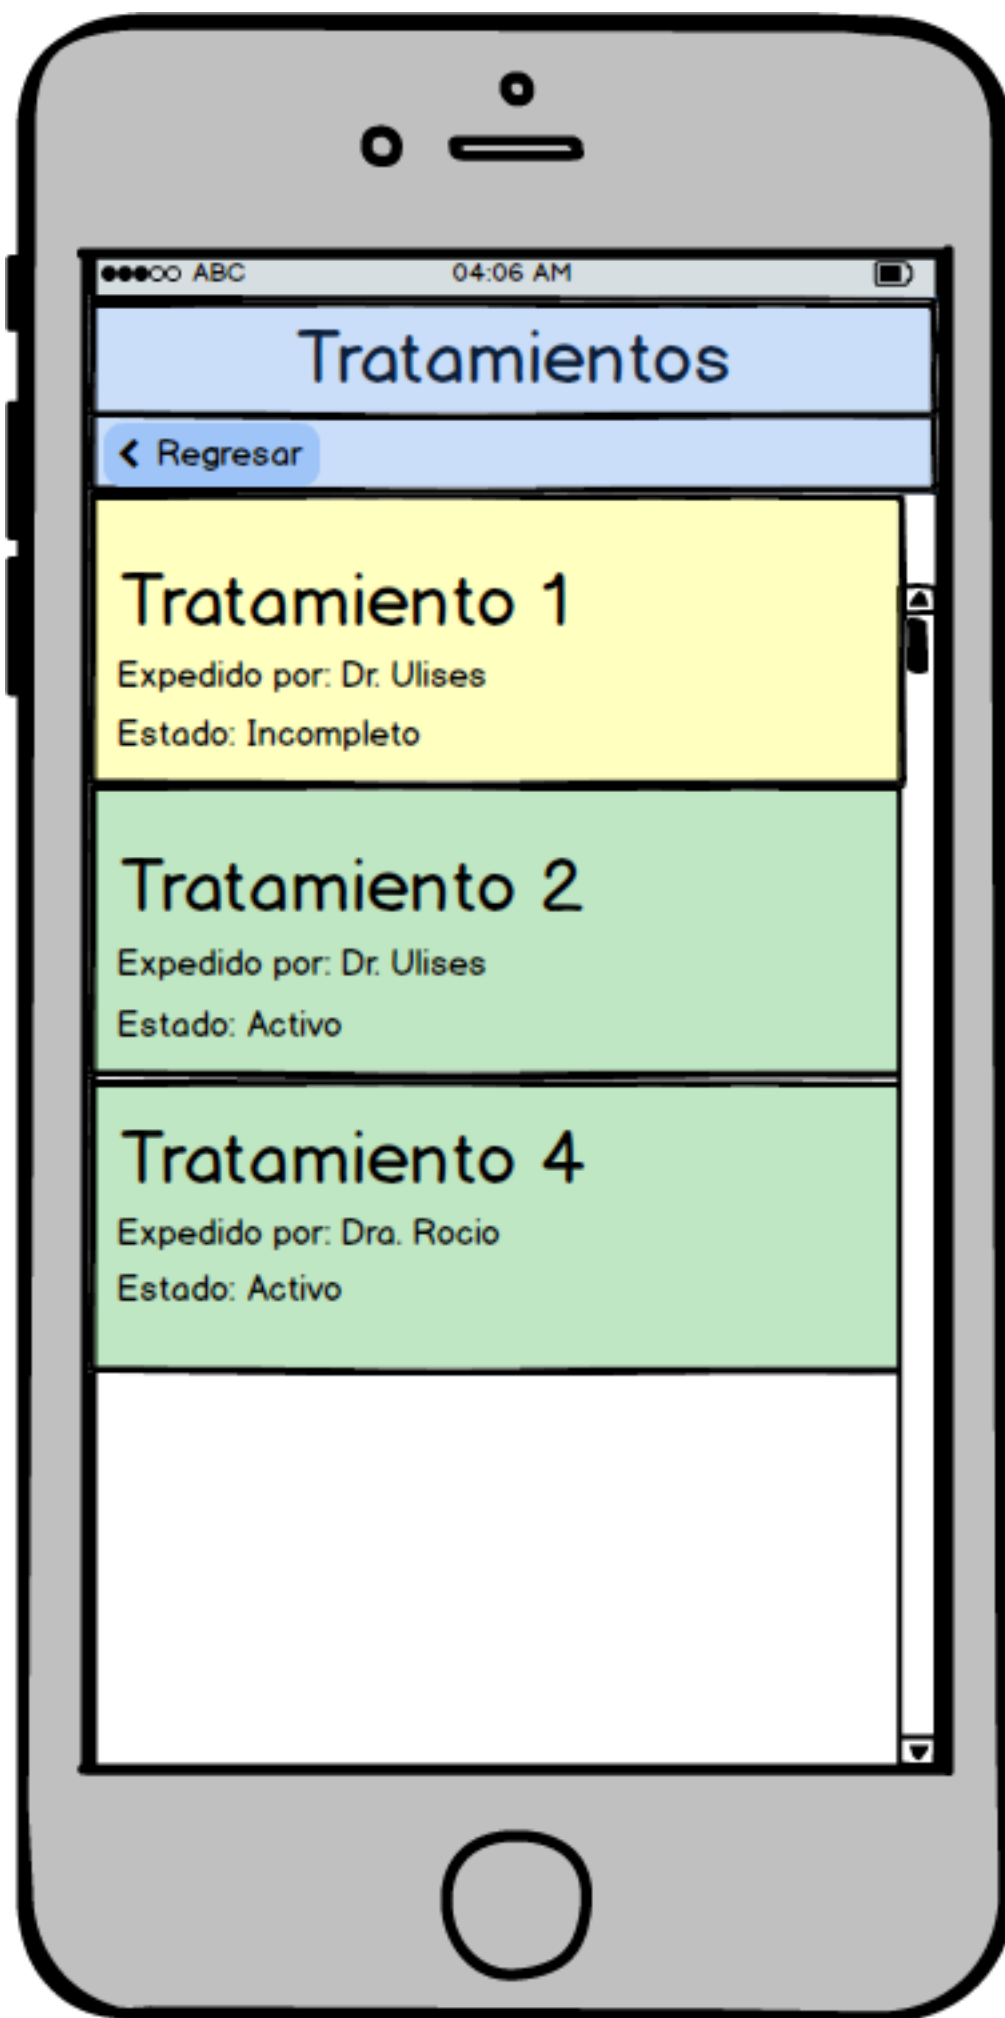 ABC 04:06 AM
Tratamientos
Regresar
Tratamiento 1
Expedido por: Dr. Ulises
Estado: Incompleto
Tratamiento 2
Expedido por: Dr. Ulises
Estado: Activo
Tratamiento 4
Expedido por: Dra. Rocio
Estado: Activo